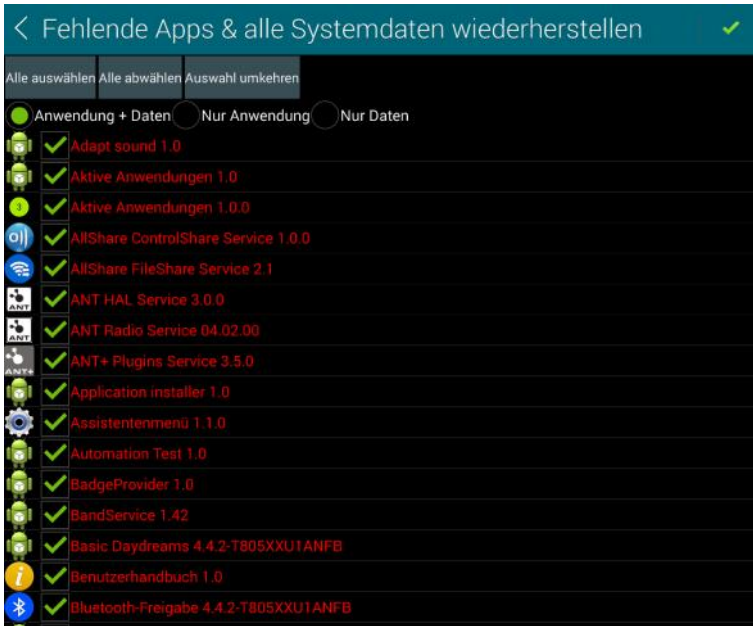 Fehlende Apps & alle Systemdaten wiederherstellen
Alle auswählen Alle abwählen Auswahl umkehren
Anwendung + Daten Nur Anwendung Nur Daten
Adapt sound 1.0
Aktive Anwendungen 1.0
3 Aktive Anwendungen 1.0.0
AllShare ControlShare Service 1.0.0
AllShare FileShare Service 2.1
ANT ANT HAL Service 3.0.0
ANT ANT Radio Service 04.02.00
ANT+ ANT+ Plugins Service 3.5.0
Application installer 1.0
Assistentenmenü 1.1.0
Automation Test 1.0
BadgeProvider 1.0
BandService 1.42
Basic Daydreams 4.4.2-T805XXU1ANFB
i Benutzerhandbuch 1.0
Bluetooth-Freigabe 4.4.2-T805XXU1ANFB